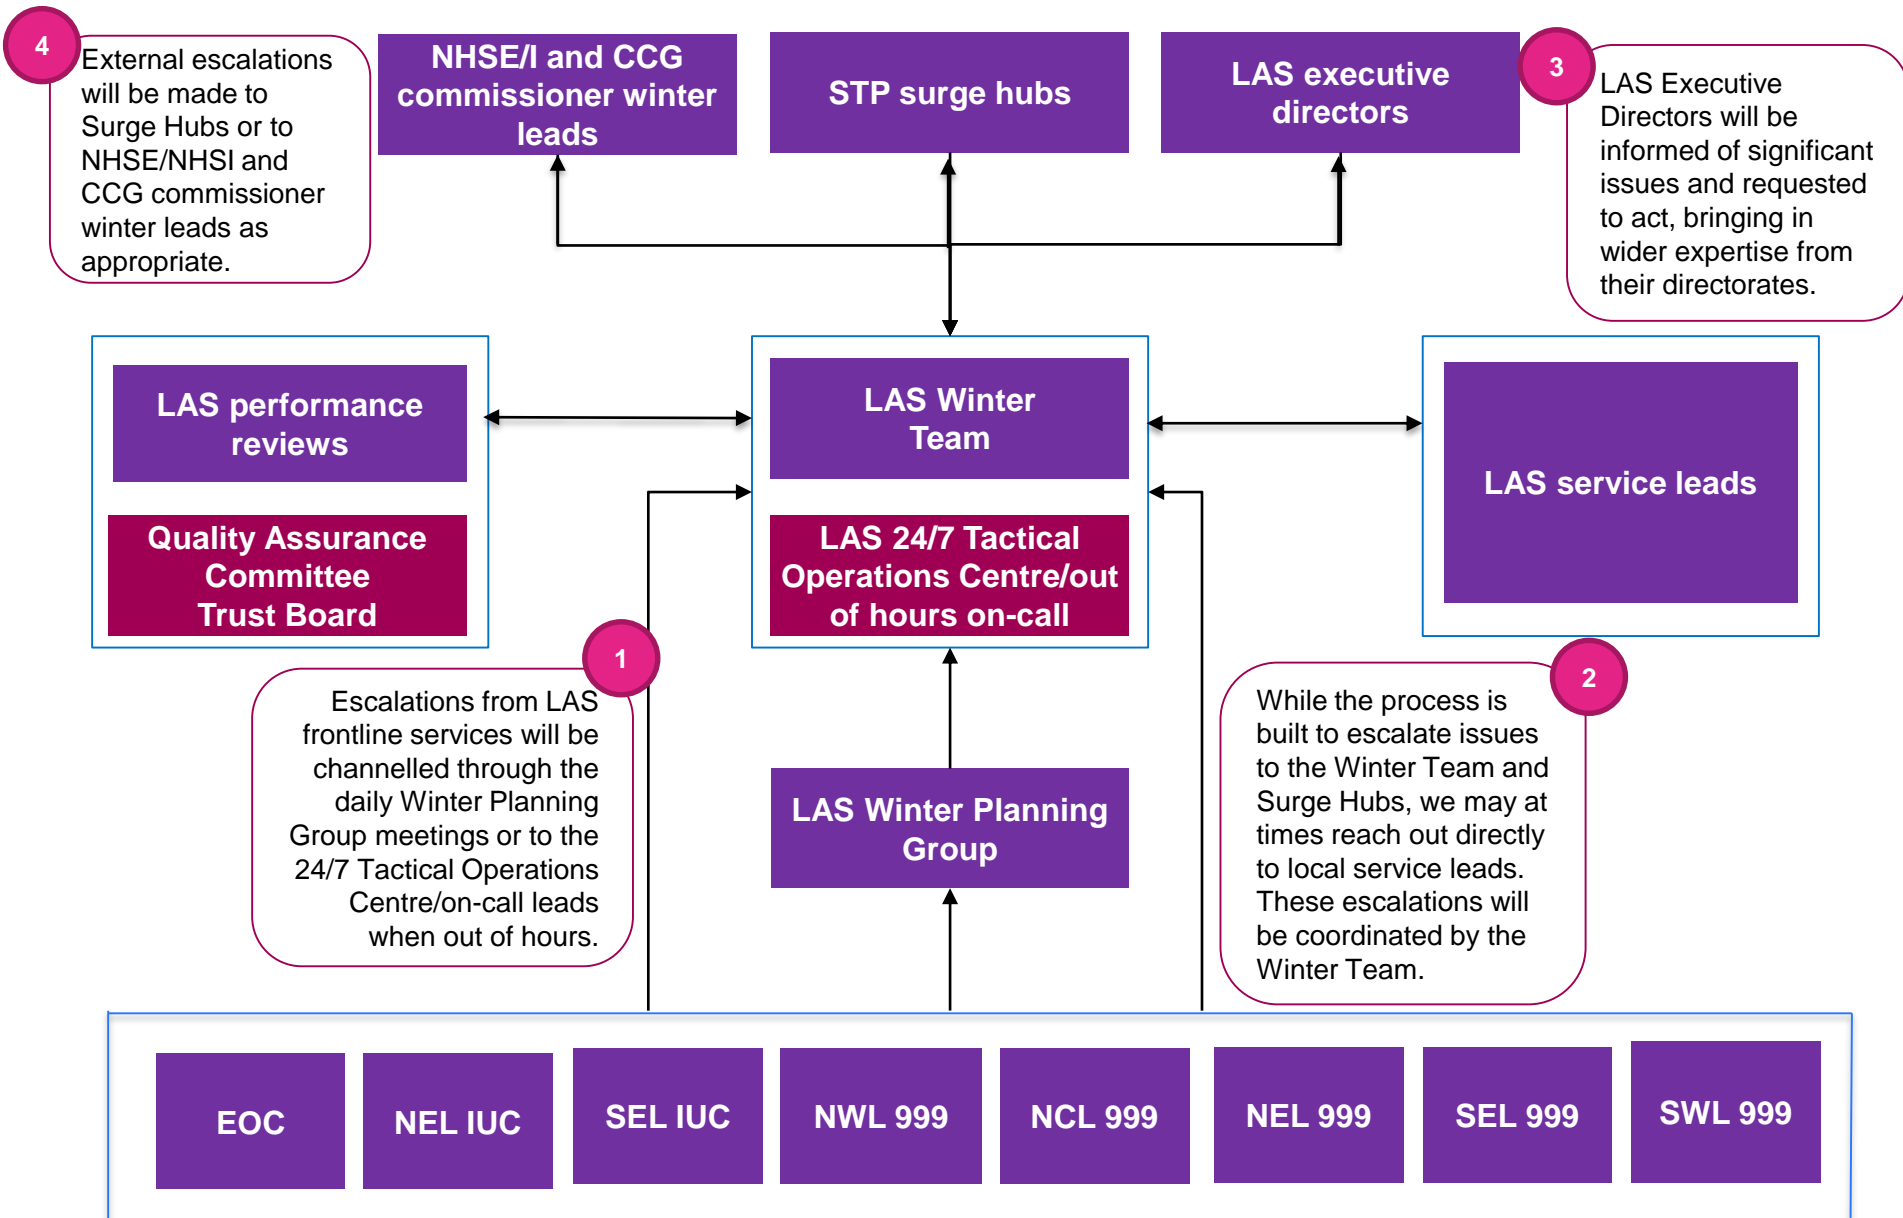 4
External escalations
will be made to
Surge Hubs or to
NHSE/NHSI and
CCG commissioner
winter leads as
appropriate.
NHSE/I and CCG
commissioner winter
leads
STP surge hubs
LAS executive
directors
3
LAS Executive
Directors will be
informed of significant
issues and requested
to act, bringing in
wider expertise from
their directorates.
LAS performance
reviews
Quality Assurance
Committee
Trust Board
LAS Winter
Team
LAS 24/7 Tactical
Operations Centre/out
of hours on-call
LAS service leads
1
Escalations from LAS
frontline services will be
channelled through the
daily Winter Planning
Group meetings or to the
24/7 Tactical Operations
Centre/on-call leads
when out of hours.
LAS Winter Planning
Group
2
While the process is
built to escalate issues
to the Winter Team and
Surge Hubs, we may at
times reach out directly
to local service leads.
These escalations will
be coordinated by the
Winter Team.
EOC
NEL IUC
SEL IUC
NWL 999
NCL 999
NEL 999
SEL 999
SWL 999